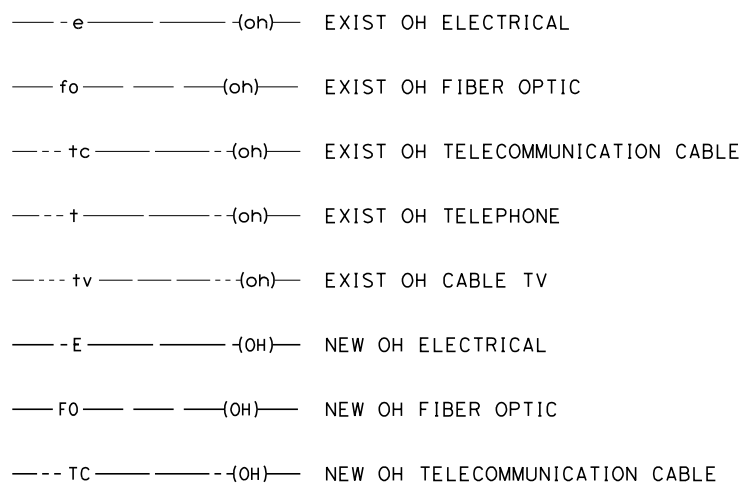 e (oh) EXIST OH ELECTRICAL
fo (oh) EXIST OH FIBER OPTIC
tc (oh) EXIST OH TELECOMMUNICATION CABLE
t (oh) EXIST OH TELEPHONE
tv (oh) EXIST OH CABLE TV
E (OH) NEW OH ELECTRICAL
FO (OH) NEW OH FIBER OPTIC
TC (OH) NEW OH TELECOMMUNICATION CABLE